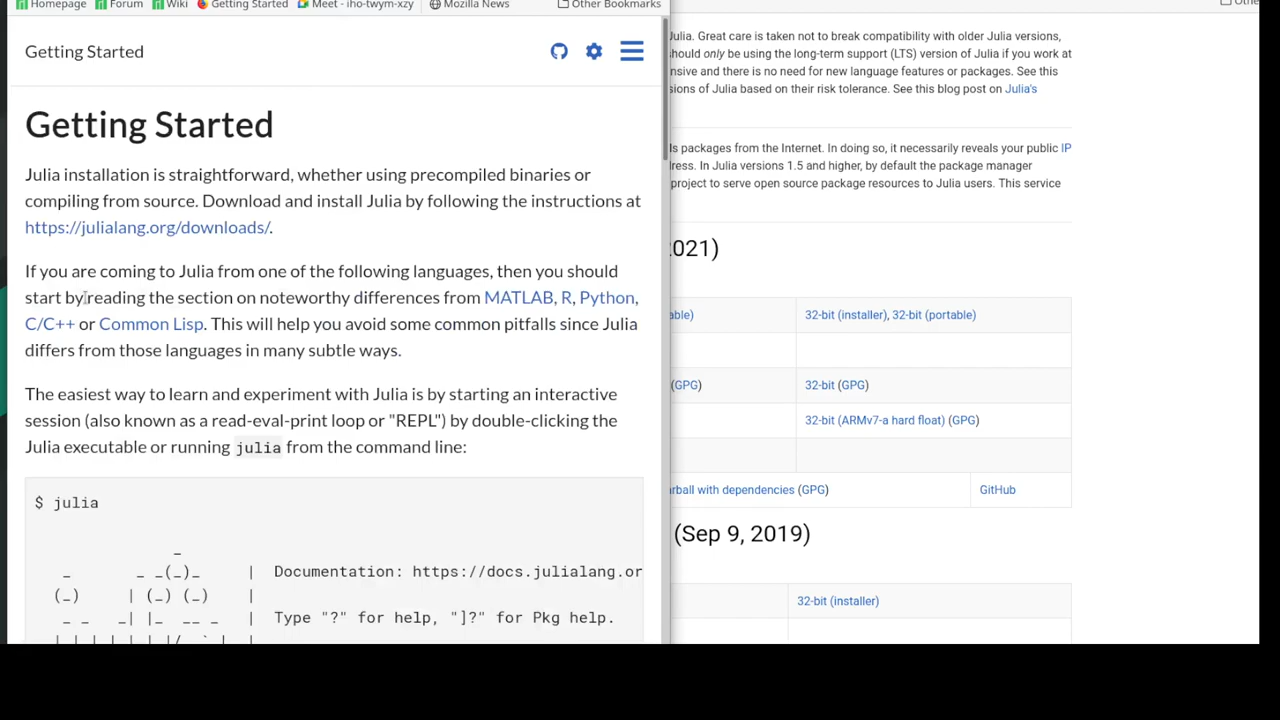 Homepage Forum Wiki Getting Started Meet - iho-twym-xzy Mozilla News Other Bookmarks
Getting Started
Getting Started
Julia installation is straightforward, whether using precompiled binaries or
compiling from source. Download and install Julia by following the instructions at
https://julialang.org/downloads/.
If you are coming to Julia from one of the following languages, then you should
start by reading the section on noteworthy differences from MATLAB, R, Python,
C/C++ or Common Lisp. This will help you avoid some common pitfalls since Julia
differs from those languages in many subtle ways.
The easiest way to learn and experiment with Julia is by starting an interactive
session (also known as a read-eval-print loop or "REPL") by double-clicking the
Julia executable or running julia from the command line:
$ julia
_
_ _ _(_)_ | Documentation: https://docs.julialang.or
(_) | (_) (_) |
_ _ _| |_ __ _ | Type "?" for help, "]?" for Pkg help.
| | | | | | |/ _` | |
Julia. Great care is taken not to break compatibility with older Julia versions,
hould only be using the long-term support (LTS) version of Julia if you work at
nsive and there is no need for new language features or packages. See this
ions of Julia based on their risk tolerance. See this blog post on Julia's
ls packages from the Internet. In doing so, it necessarily reveals your public IP
ress. In Julia versions 1.5 and higher, by default the package manager
project to serve open source package resources to Julia users. This service
2021)
able) 32-bit (installer), 32-bit (portable)
(GPG) 32-bit (GPG)
32-bit (ARMv7-a hard float) (GPG)
rball with dependencies (GPG) GitHub
(Sep 9, 2019)
32-bit (installer)